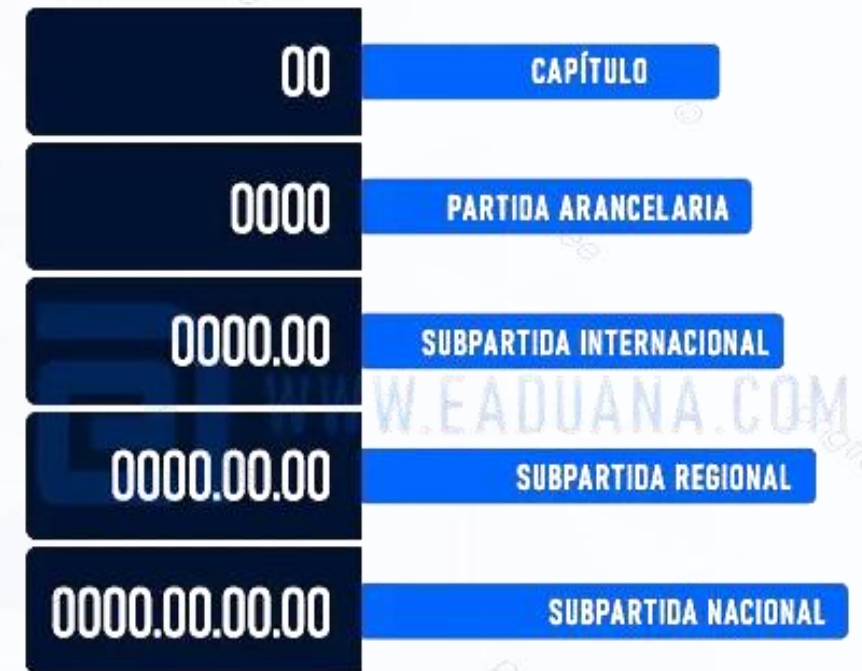 00
CAPÍTULO
0000
PARTIDA ARANCELARIA
0000.00
SUBPARTIDA INTERNACIONAL
WWW.EADUANA.COM
0000.00.00
SUBPARTIDA REGIONAL
0000.00.00.00
SUBPARTIDA NACIONAL